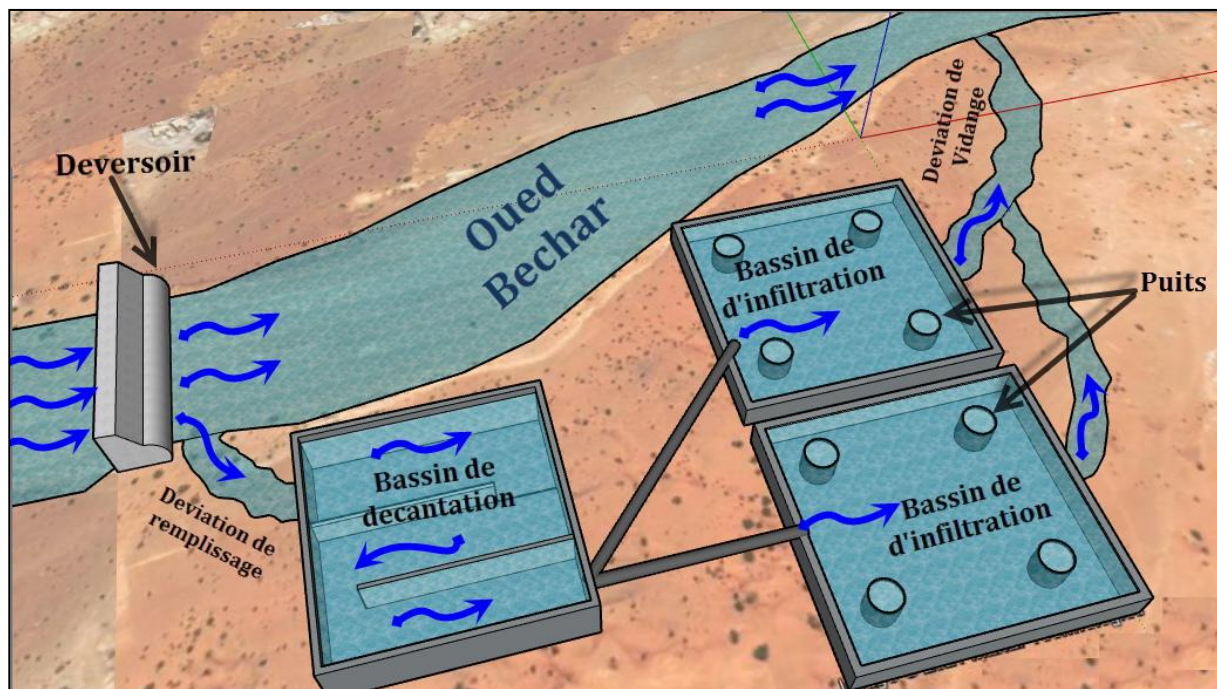 Deversoir
Oued
Bechar
Deviation de
Vidange
Bassin de
d'infiltration
Puits
Bassin de
decantation
Deviation de
remplissage
Bassin de
d'infiltration